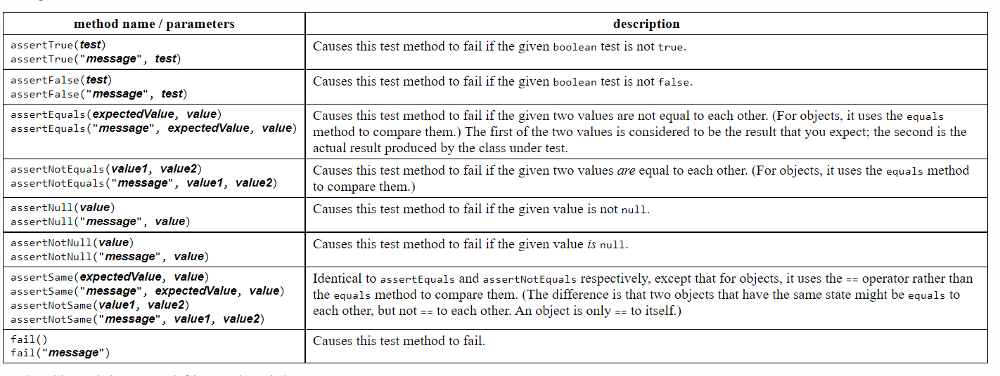 method name / parameters
description
assertTrue(test)
assertTrue("message", test)
Causes this test method to fail if the given boolean test is not true.
assertFalse(test)
assertFalse("message", test)
Causes this test method to fail if the given boolean test is not false.
assertEquals(expectedValue, value)
assertEquals("message", expectedValue, value)
Causes this test method to fail if the given two values are not equal to each other. (For objects, it uses the equals
method to compare them.) The first of the two values is considered to be the result that you expect; the second is the
actual result produced by the class under test.
assertNotEquals(value1, value2)
assertNotEquals("message", value1, value2)
Causes this test method to fail if the given two values are equal to each other. (For objects, it uses the equals method
to compare them.)
assertNull(value)
assertNull("message", value)
Causes this test method to fail if the given value is not null.
assertNotNull(value)
assertNotNull("message", value)
Causes this test method to fail if the given value is null.
assertSame(expectedValue, value)
assertSame("message", expectedValue, value)
assertNotSame(value1, value2)
assertNotSame("message", value1, value2)
Identical to assertEquals and assertNotEquals respectively, except that for objects, it uses the == operator rather than
the equals method to compare them. (The difference is that two objects that have the same state might be equals to
each other, but not == to each other. An object is only == to itself.)
fail()
fail("message")
Causes this test method to fail.